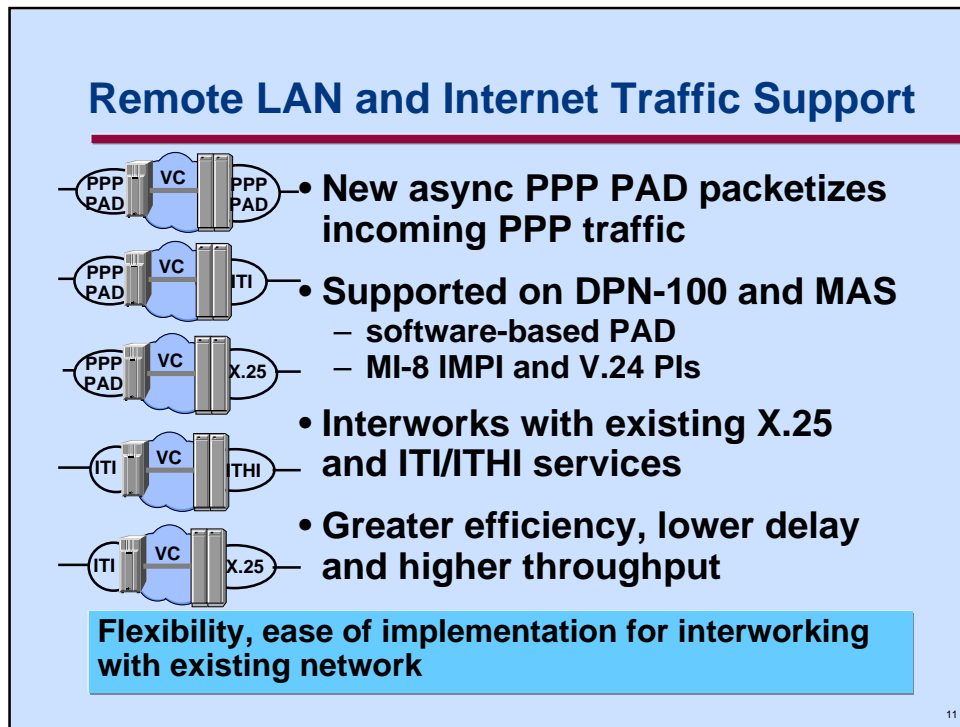 Remote LAN and Internet Traffic Support
PPP
PAD
VC
PPP
PAD
PPP
PAD
VC
ITI
PPP
PAD
VC
X.25
ITI
VC
ITHI
ITI
VC
X.25
• New async PPP PAD packetizes
incoming PPP traffic
• Supported on DPN-100 and MAS
– software-based PAD
– MI-8 IMPI and V.24 PIs
• Interworks with existing X.25
and ITI/ITHI services
• Greater efficiency, lower delay
and higher throughput
Flexibility, ease of implementation for interworking
with existing network
11